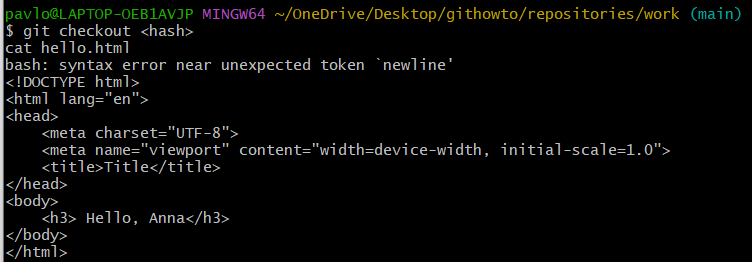 pavlo@LAPTOP-OEB1AVJP MINGW64 ~/OneDrive/Desktop/githowto/repositories/work (main)
$ git checkout <hash>
cat hello.html
bash: syntax error near unexpected token `newline'
<!DOCTYPE html>
<html lang="en">
<head>
    <meta charset="UTF-8">
    <meta name="viewport" content="width=device-width, initial-scale=1.0">
    <title>Title</title>
</head>
<body>
    <h3> Hello, Anna</h3>
</body>
</html>